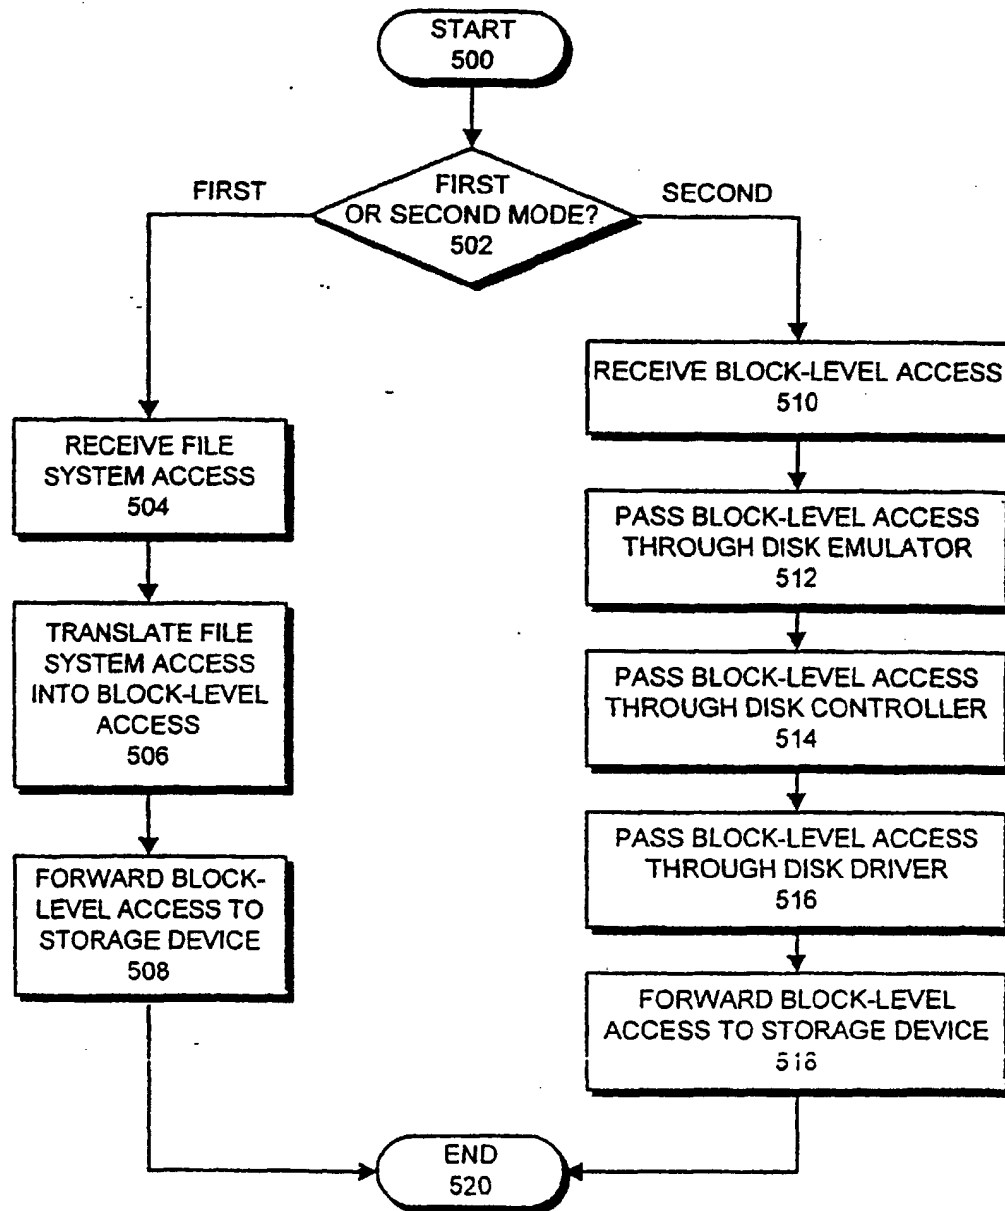 START
500
FIRST
OR SECOND MODE?
502
FIRST
SECOND
RECEIVE FILE
SYSTEM ACCESS
504
TRANSLATE FILE
SYSTEM ACCESS
INTO BLOCK-LEVEL
ACCESS
506
FORWARD BLOCK-
LEVEL ACCESS TO
STORAGE DEVICE
508
RECEIVE BLOCK-LEVEL ACCESS
510
PASS BLOCK-LEVEL ACCESS
THROUGH DISK EMULATOR
512
PASS BLOCK-LEVEL ACCESS
THROUGH DISK CONTROLLER
514
PASS BLOCK-LEVEL ACCESS
THROUGH DISK DRIVER
516
FORWARD BLOCK-LEVEL
ACCESS TO STORAGE DEVICE
518
END
520